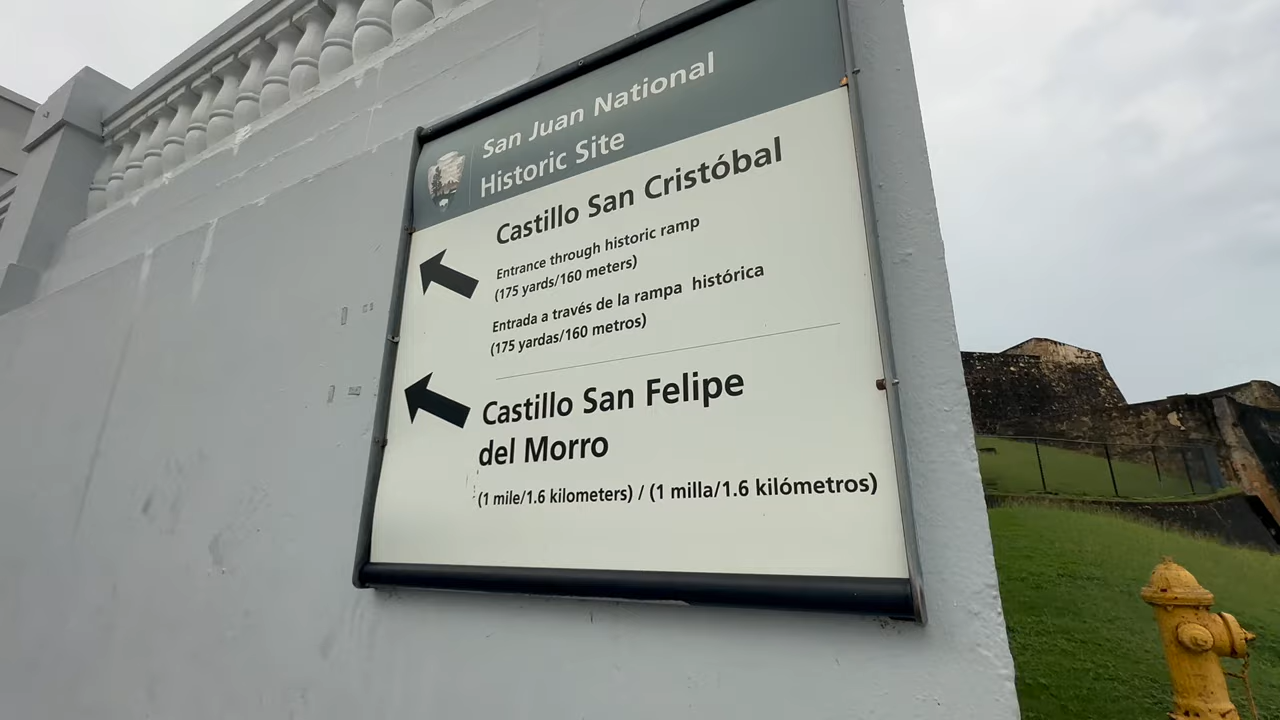 San Juan National
Historic Site
Castillo San Cristóbal
Entrance through historic ramp
(175 yards/160 meters)
Entrada a través de la rampa histórica
(175 yardas/160 metros)
Castillo San Felipe
del Morro
(1 mile/1.6 kilometers) / (1 milla/1.6 kilómetros)